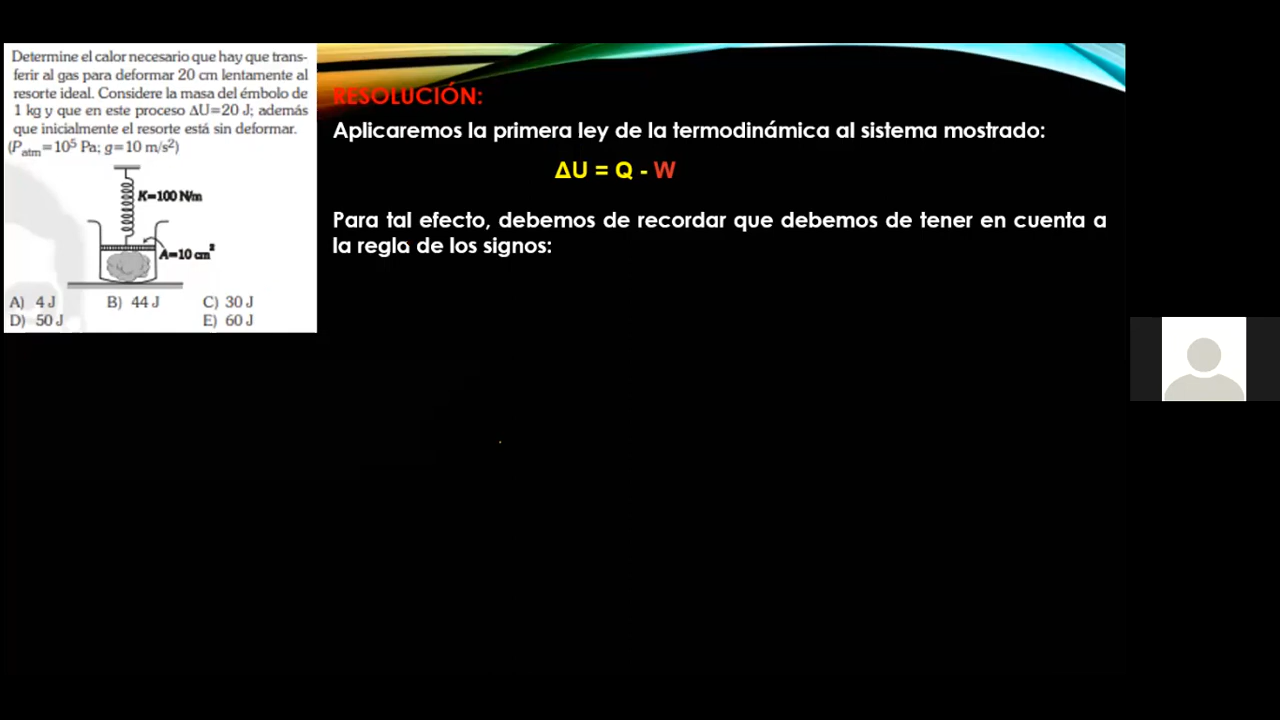 Determine el calor necesario que hay que trans-
ferir al gas para deformar 20 cm lentamente al
resorte ideal. Considere la masa del émbolo de
1 kg y que en este proceso ΔU=20 J; además
que inicialmente el resorte está sin deformar.
(Patm=10⁵ Pa; g=10 m/s²)
K=100 N/m
A=10 cm²
A) 4 J B) 44 J C) 30 J
D) 50 J E) 60 J
RESOLUCIÓN:
Aplicaremos la primera ley de la termodinámica al sistema mostrado:
ΔU = Q - W
Para tal efecto, debemos de recordar que debemos de tener en cuenta a
la regla de los signos: